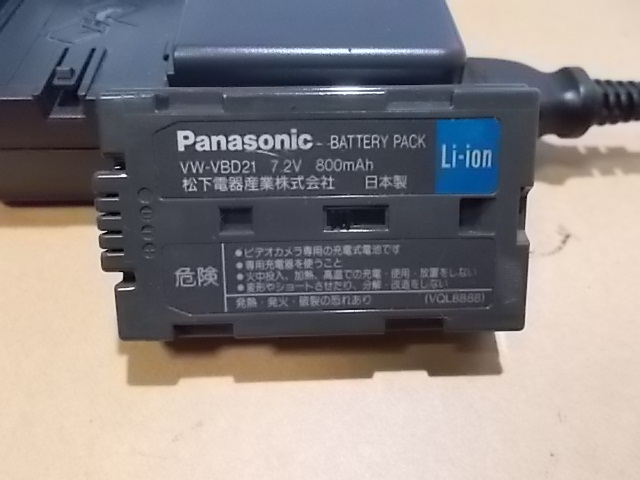 Panasonic BATTERY PACK
VW-VBD21 7.2V 800mAh
Li-ion
松下電器産業株式会社 日本製
危険
●ビデオカメラ専用の充電式電池です
●専用充電器を使うこと
●火中投入、加熱、高温での充電・使用・放置をしない
●変形やショートさせたり、分解・改造をしない
発熱・発火・破裂の恐れあり (VQL8888)